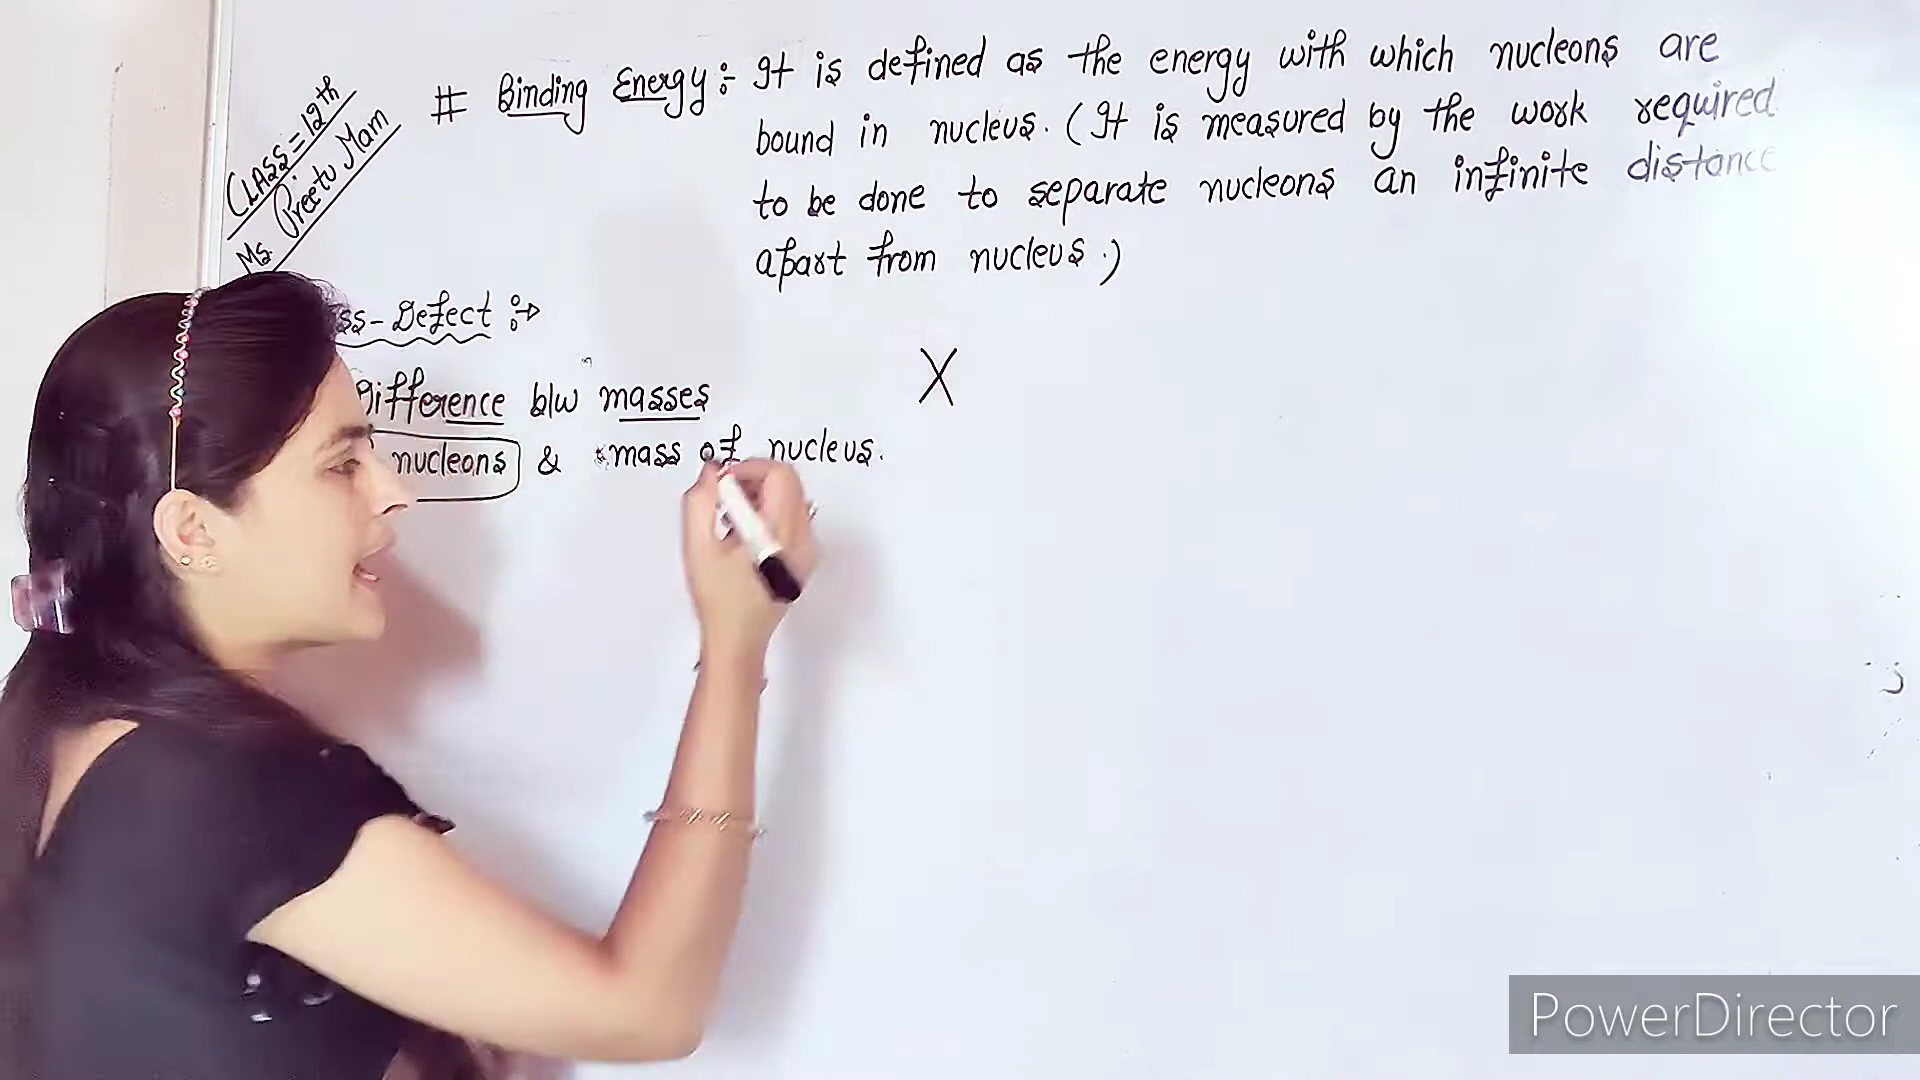 CLASS = 12th
Ms. Preetu Mam
# Binding Energy :- It is defined as the energy with which nucleons are
bound in nucleus. (It is measured by the work required
to be done to separate nucleons an infinite distance
apart from nucleus.)
ss-Defect :→
Difference b/w masses
nucleons & mass of nucleus.
X
PowerDirector